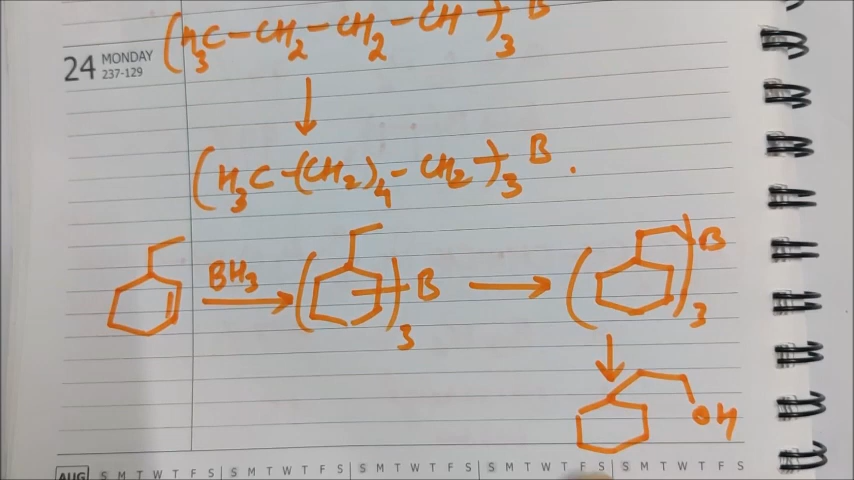 (H3C-CH2-CH2-CH)3 B
24 MONDAY
237-129
(H3C-(CH2)4-CH2)3 B.
BH3
( )3 B
( )3 B
OH
AUG S M T W T F S S M T W T F S S M T W T F S S M T W T F S S M T W T F S